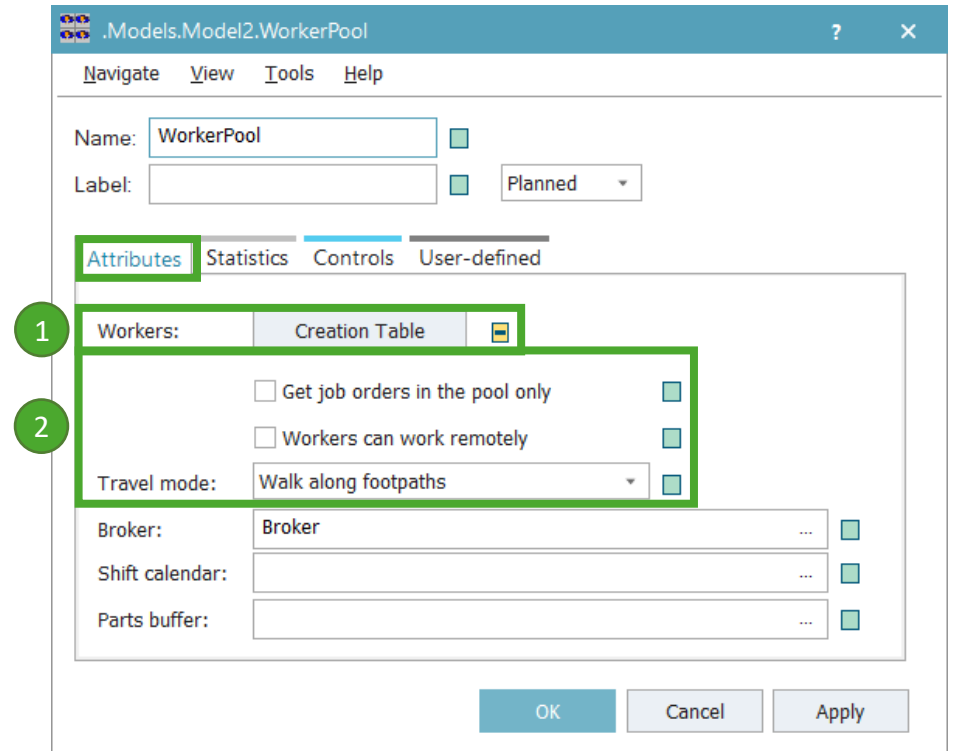 .Models.Model2.WorkerPool ? ×
Navigate View Tools Help
Name: WorkerPool
Label: Planned
Attributes Statistics Controls User-defined
1 Workers: Creation Table
Get job orders in the pool only
2 Workers can work remotely
Travel mode: Walk along footpaths
Broker: Broker ...
Shift calendar: ...
Parts buffer: ...
OK Cancel Apply